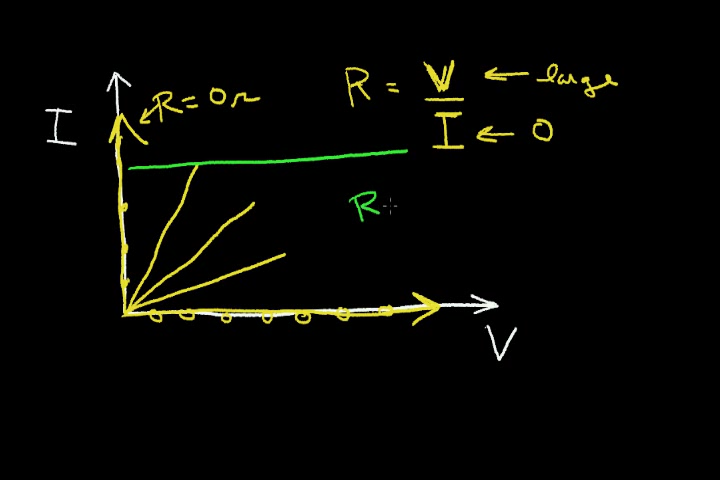 R = V ← large
I ← 0
I
← R = 0Ω
R
V